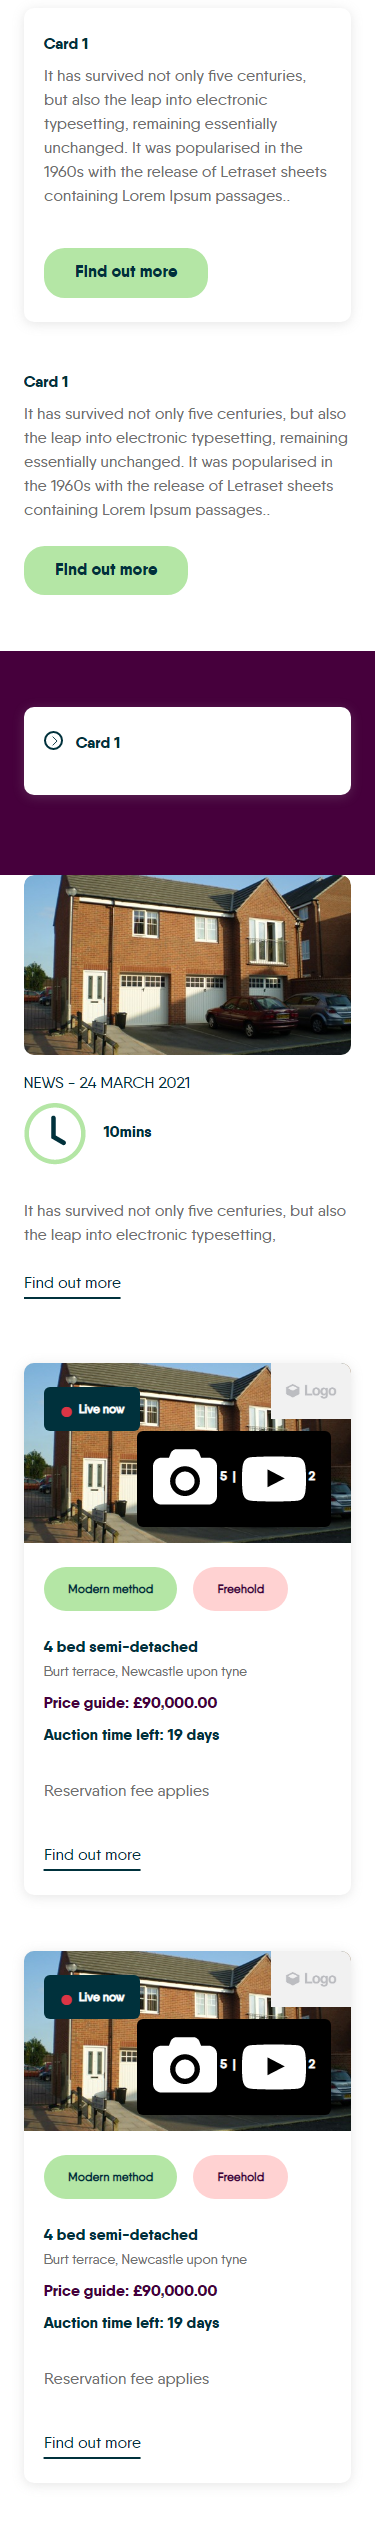 Card 1
It has survived not only five centuries,
but also the leap into electronic
typesetting, remaining essentially
unchanged. It was popularised in the
1960s with the release of Letraset sheets
containing Lorem Ipsum passages..
Find out more
Card 1
It has survived not only five centuries, but also
the leap into electronic typesetting, remaining
essentially unchanged. It was popularised in
the 1960s with the release of Letraset sheets
containing Lorem Ipsum passages..
Find out more
Card 1
NEWS - 24 MARCH 2021
10mins
It has survived not only five centuries, but also
the leap into electronic typesetting,
Find out more
Logo
Live now
5 | 2
Modern method Freehold
4 bed semi-detached
Burt terrace, Newcastle upon tyne
Price guide: £90,000.00
Auction time left: 19 days
Reservation fee applies
Find out more
Logo
Live now
5 | 2
Modern method Freehold
4 bed semi-detached
Burt terrace, Newcastle upon tyne
Price guide: £90,000.00
Auction time left: 19 days
Reservation fee applies
Find out more